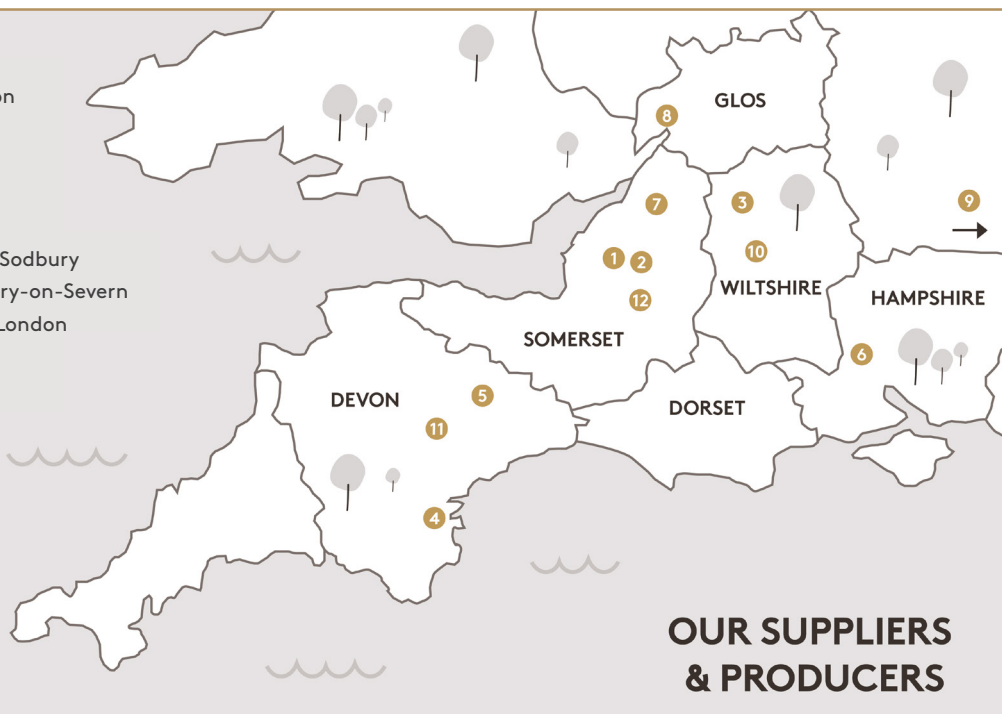 on
Sodbury
ry-on-Severn
London
GLOS
8
7
3
9
1
2
10
12
WILTSHIRE
HAMPSHIRE
SOMERSET
6
DEVON
5
DORSET
11
4
OUR SUPPLIERS
& PRODUCERS